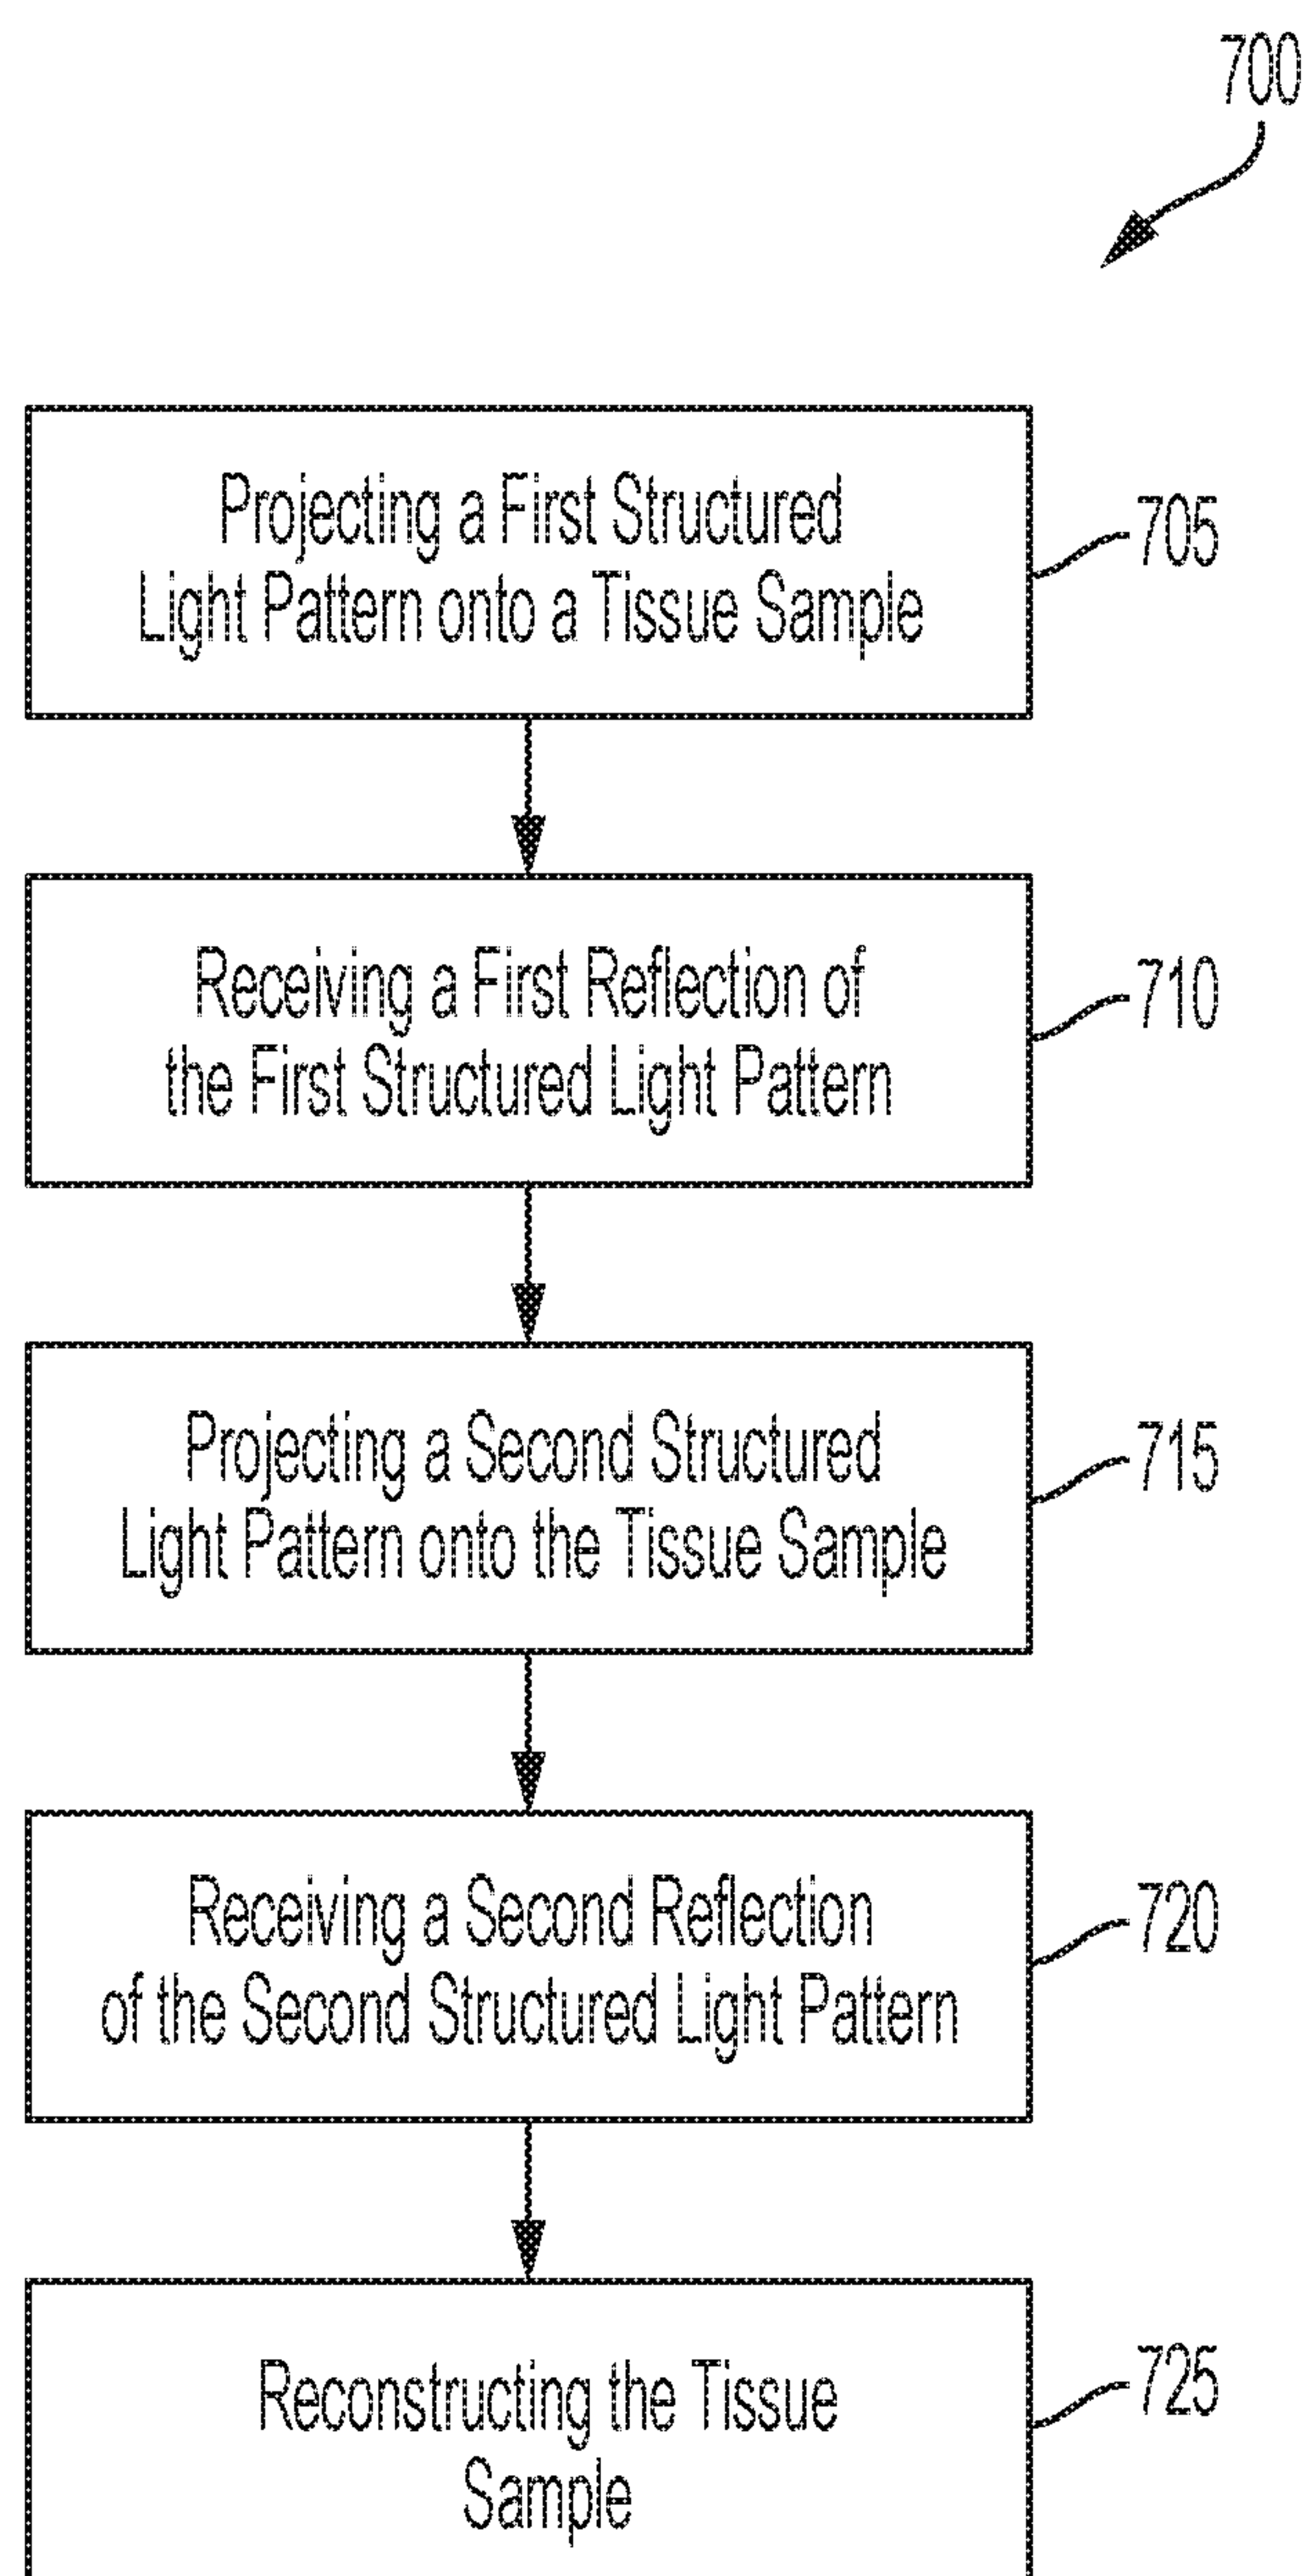 700
Projecting a First Structured
Light Pattern onto a Tissue Sample
705
Receiving a First Reflection of
the First Structured Light Pattern
710
Projecting a Second Structured
Light Pattern onto the Tissue Sample
715
Receiving a Second Reflection
of the Second Structured Light Pattern
720
Reconstructing the Tissue
Sample
725